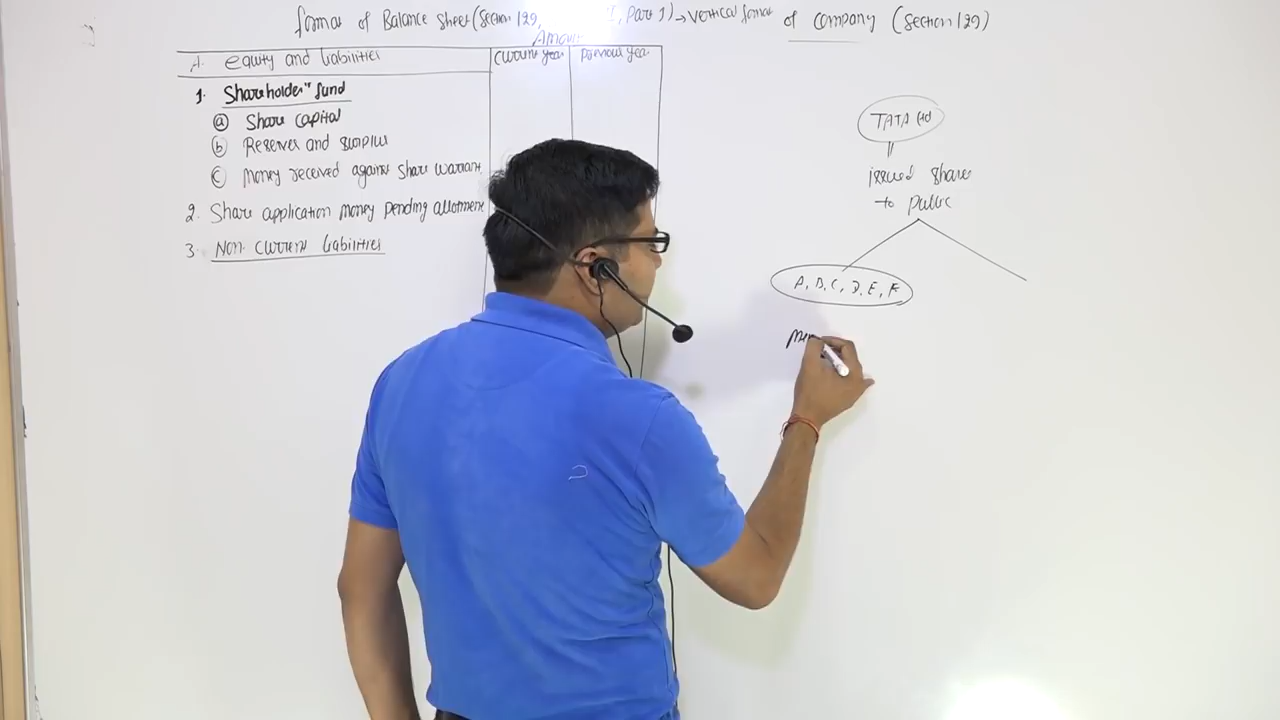 format of Balance Sheet (Section 129, I, Part 1) → vertical format of company (Section 129)
Amount
A. equity and liabilities current year previous year
1. Shareholder" fund
(a) Share capital
(b) Reserves and surplus
(c) Money received against share warrant
2. Share application money pending allotment
3. Non current liabilities
TATA ltd
issued shares
to public
A, B, C, D, E, F